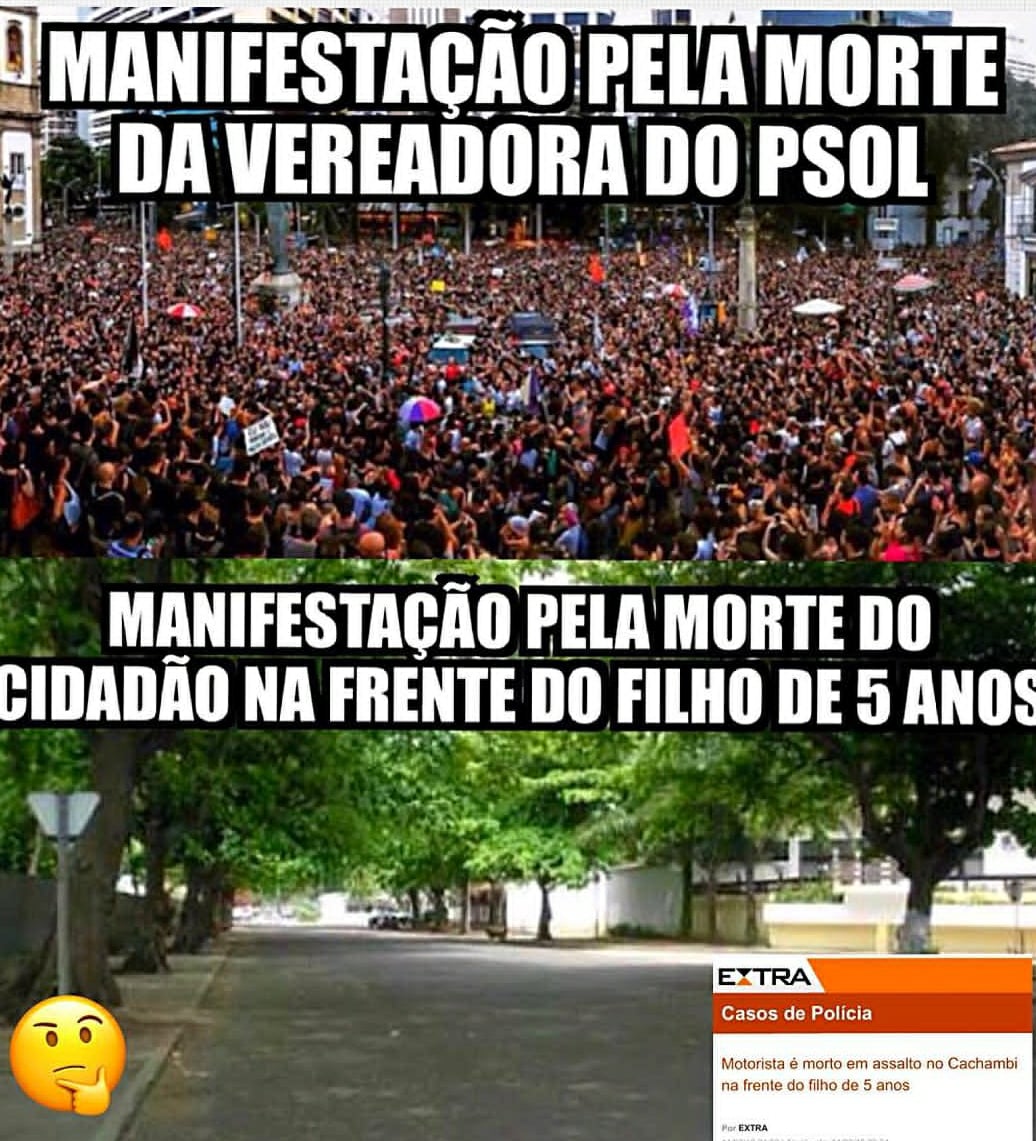 MANIFESTAÇÃO PELA MORTE
DA VEREADORA DO PSOL
MANIFESTAÇÃO PELA MORTE DO
CIDADÃO NA FRENTE DO FILHO DE 5 ANOS
EXTRA
Casos de Polícia
Motorista é morto em assalto no Cachambi
na frente do filho de 5 anos
Por EXTRA